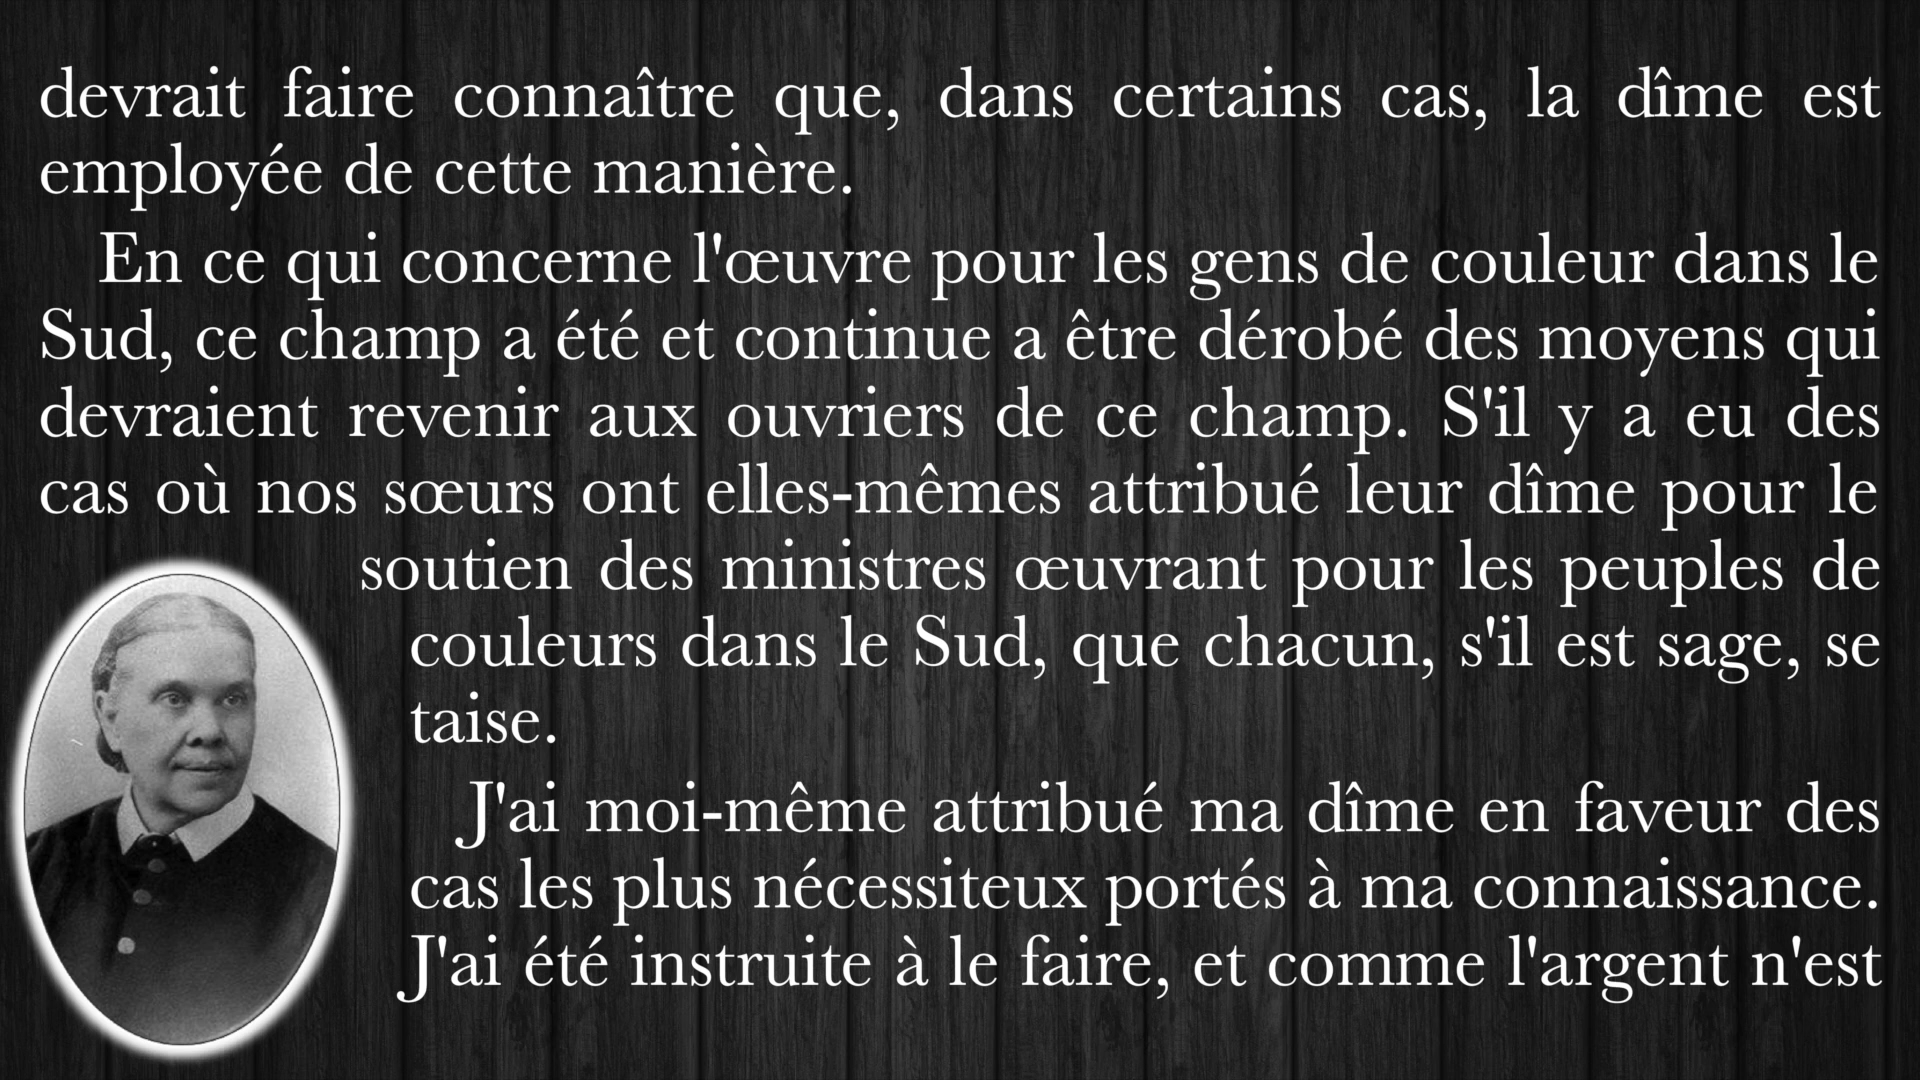 devrait faire connaître que, dans certains cas, la dîme est
employée de cette manière.
En ce qui concerne l'œuvre pour les gens de couleur dans le
Sud, ce champ a été et continue a être dérobé des moyens qui
devraient revenir aux ouvriers de ce champ. S'il y a eu des
cas où nos sœurs ont elles-mêmes attribué leur dîme pour le
soutien des ministres œuvrant pour les peuples de
couleurs dans le Sud, que chacun, s'il est sage, se
taise.
J'ai moi-même attribué ma dîme en faveur des
cas les plus nécessiteux portés à ma connaissance.
J'ai été instruite à le faire, et comme l'argent n'est